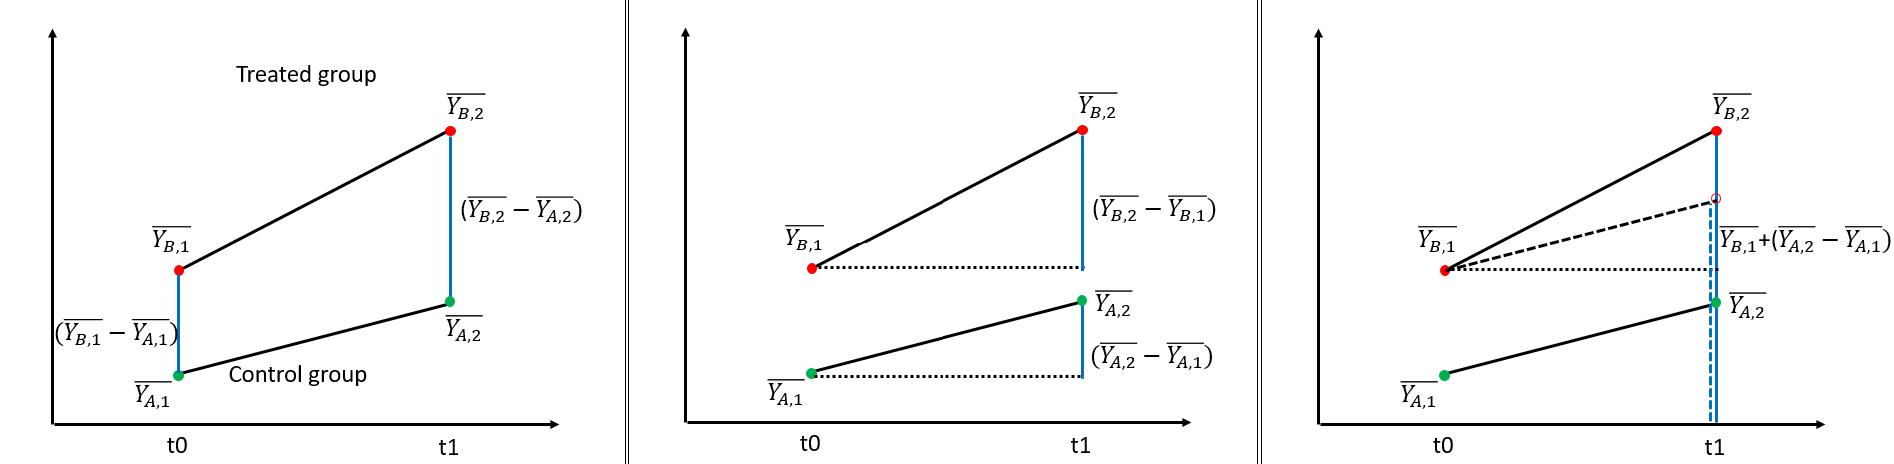 Treated group
$\overline{Y_{B,2}}$
$(\overline{Y_{B,2}} - \overline{Y_{A,2}})$
$\overline{Y_{B,1}}$
$(\overline{Y_{B,1}} - \overline{Y_{A,1}})$
$\overline{Y_{A,2}}$
Control group
$\overline{Y_{A,1}}$
t0
t1
$\overline{Y_{B,2}}$
$(\overline{Y_{B,2}} - \overline{Y_{B,1}})$
$\overline{Y_{B,1}}$
$\overline{Y_{A,2}}$
$(\overline{Y_{A,2}} - \overline{Y_{A,1}})$
$\overline{Y_{A,1}}$
t0
t1
$\overline{Y_{B,2}}$
$\overline{Y_{B,1}}$
$\overline{Y_{B,1}}+(\overline{Y_{A,2}} - \overline{Y_{A,1}})$
$\overline{Y_{A,2}}$
$\overline{Y_{A,1}}$
t0
t1